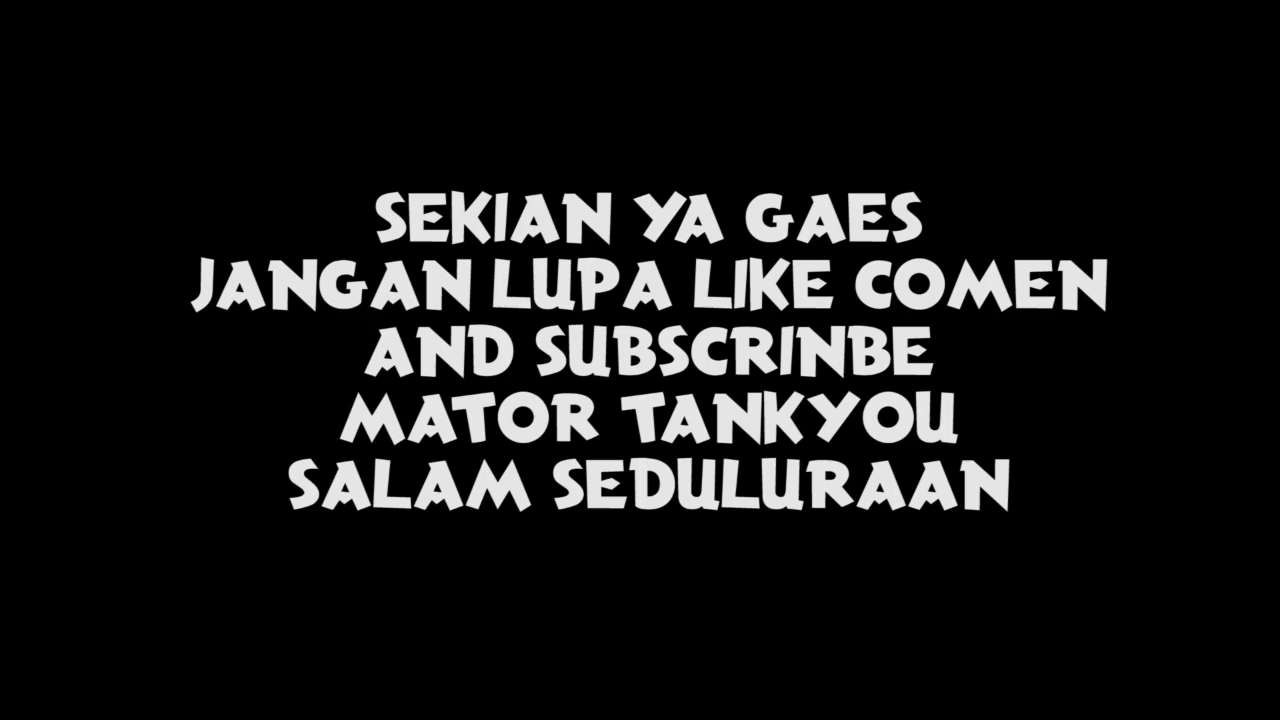 SEKIAN YA GAES
JANGAN LUPA LIKE COMEN
AND SUBSCRINBE
MATOR TANKYOU
SALAM SEDULURAAN